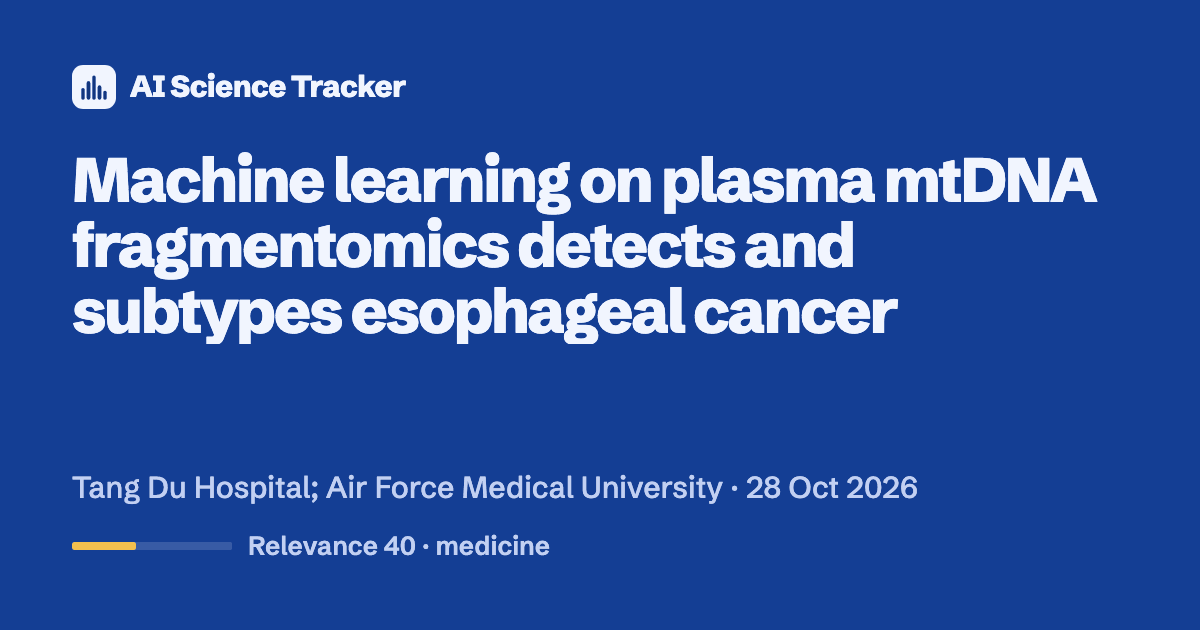 AI Science Tracker
Machine learning on plasma mtDNA
fragmentomics detects and
subtypes esophageal cancer
Tang Du Hospital; Air Force Medical University · 28 Oct 2026
Relevance 40 · medicine